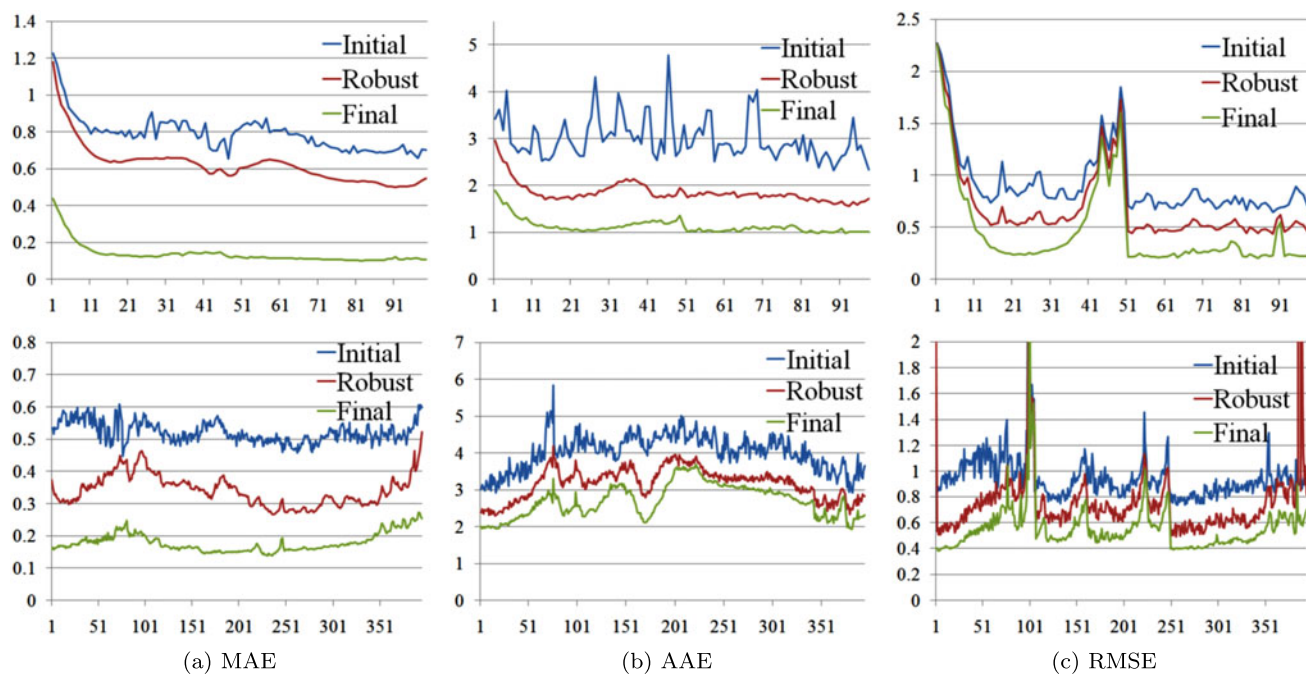 1.4
1.2
1
0.8
0.6
0.4
0.2
0
Initial
Robust
Final
1 11 21 31 41 51 61 71 81 91
5
4
3
2
1
0
Initial
Robust
Final
1 11 21 31 41 51 61 71 81 91
2.5
2
1.5
1
0.5
0
Initial
Robust
Final
1 11 21 31 41 51 61 71 81 91
0.8
0.7
0.6
0.5
0.4
0.3
0.2
0.1
0
Initial
Robust
Final
1 51 101 151 201 251 301 351
7
6
5
4
3
2
1
0
Initial
Robust
Final
1 51 101 151 201 251 301 351
2
1.8
1.6
1.4
1.2
1
0.8
0.6
0.4
0.2
0
Initial
Robust
Final
1 51 101 151 201 251 301 351
(a) MAE
(b) AAE
(c) RMSE